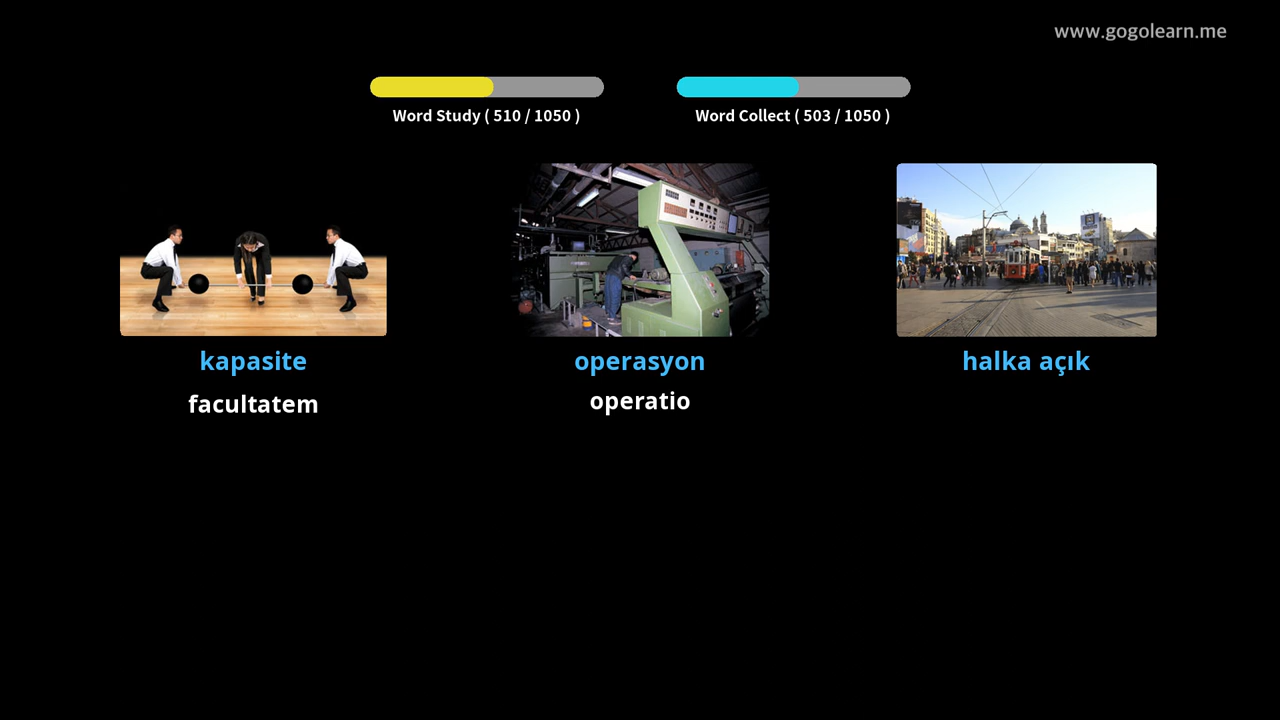 www.gogolearn.me
Word Study ( 510 / 1050 )
Word Collect ( 503 / 1050 )
kapasite
operasyon
halka açık
facultatem
operatio